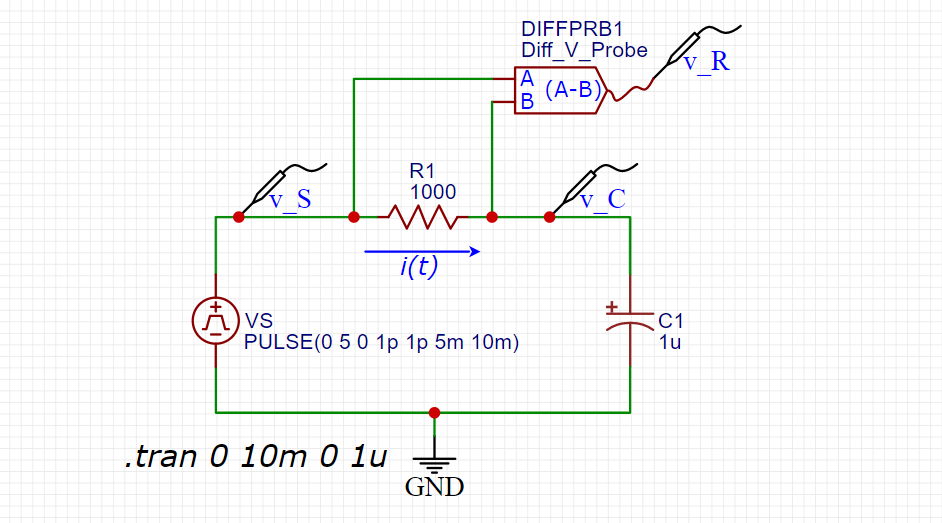 DIFFPRB1
Diff_V_Probe
A
(A-B)
B
v_R
v_S
R1
1000
v_C
i(t)
+
VS
PULSE(0 5 0 1p 1p 5m 10m)
+
C1
1u
.tran 0 10m 0 1u
GND